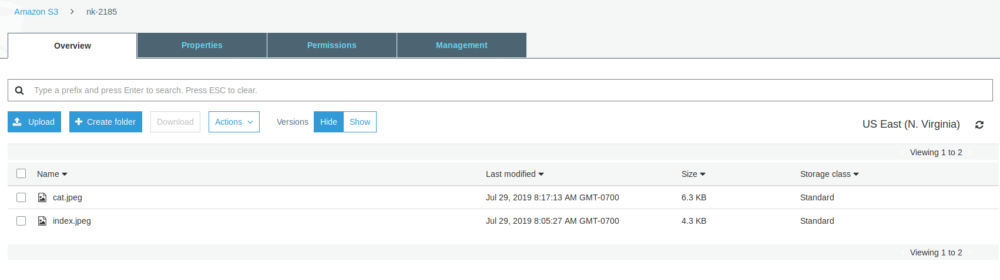 Amazon S3 > nk-2185
Overview Properties Permissions Management
Type a prefix and press Enter to search. Press ESC to clear.
Upload Create folder Download Actions Versions Hide Show US East (N. Virginia)
Viewing 1 to 2
Name Last modified Size Storage class
cat.jpeg Jul 29, 2019 8:17:13 AM GMT-0700 6.3 KB Standard
index.jpeg Jul 29, 2019 8:05:27 AM GMT-0700 4.3 KB Standard
Viewing 1 to 2